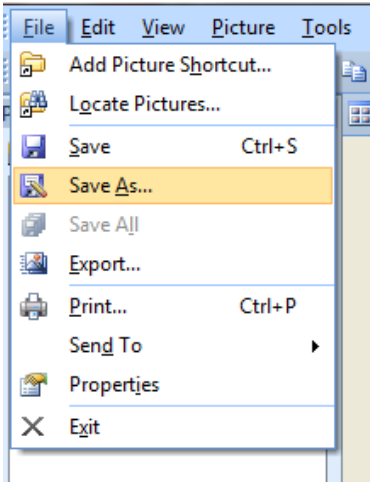 File Edit View Picture Tools
Add Picture Shortcut...
Locate Pictures...
Save Ctrl+S
Save As...
Save All
Export...
Print... Ctrl+P
Send To
Properties
Exit